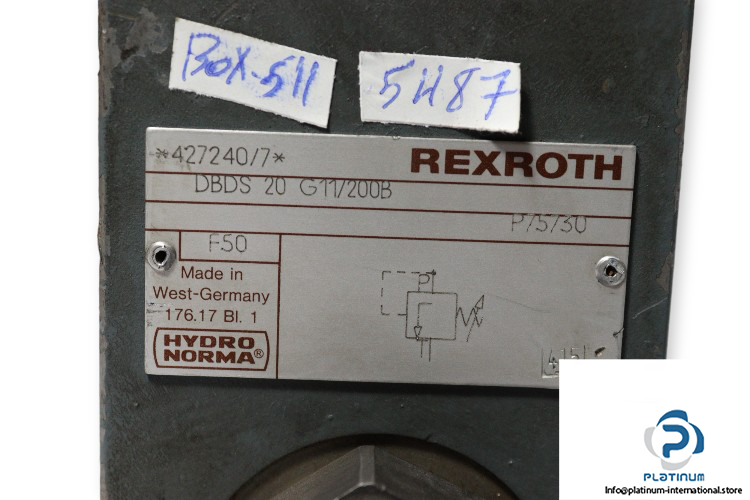 BOX-511
5H87
*427240/7*
REXROTH
DBDS 20 G11/200B
P/5/30
F50
Made in
West-Germany
176.17 Bl. 1
HYDRO
NORMA®
P
PLATINUM
Info@platinum-international.store